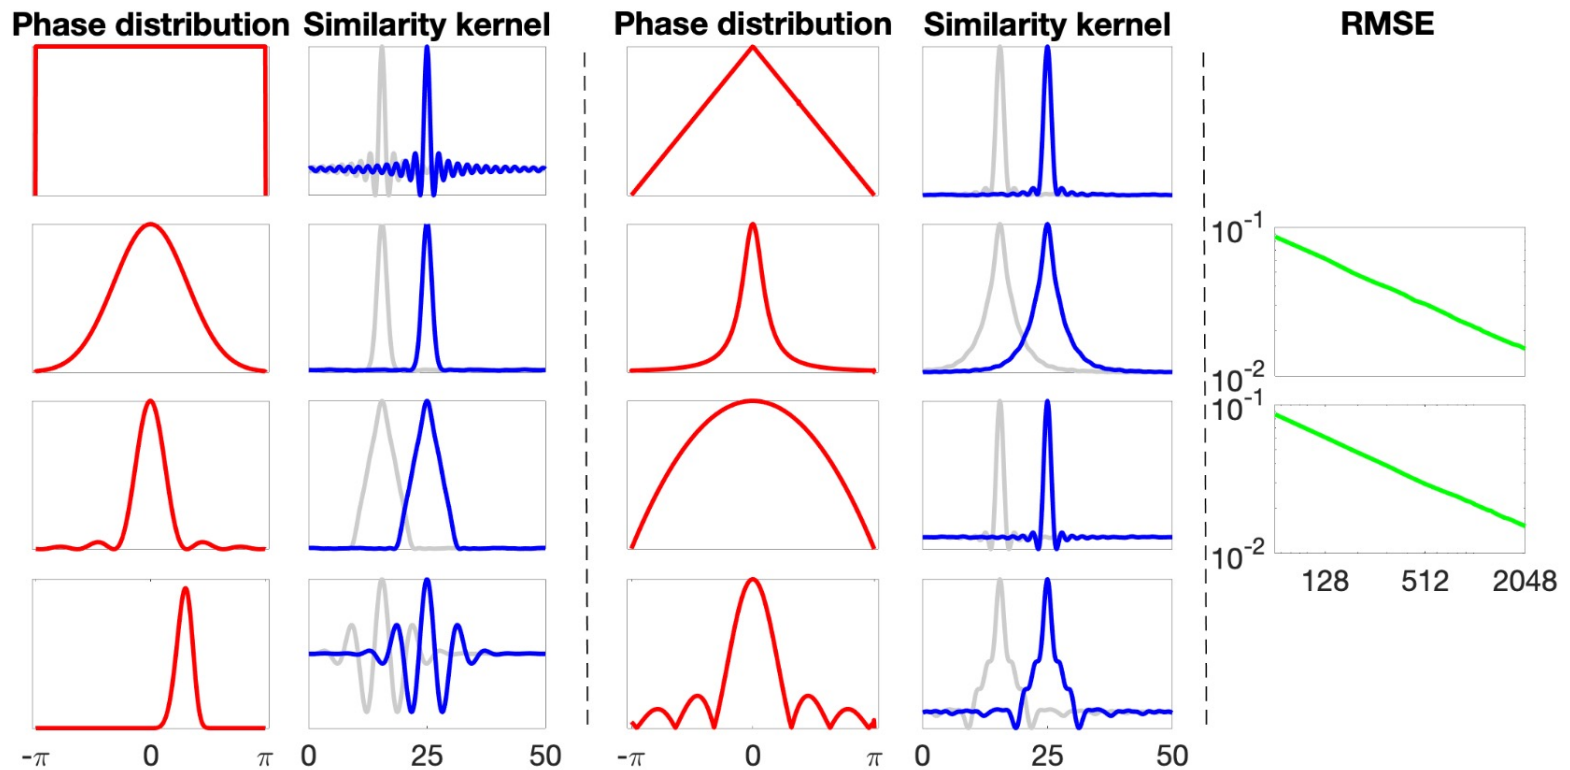 Phase distribution Similarity kernel Phase distribution Similarity kernel RMSE
10-1
10-2
10-1
10-2
128 512 2048
-π 0 π 0 25 50 -π 0 π 0 25 50